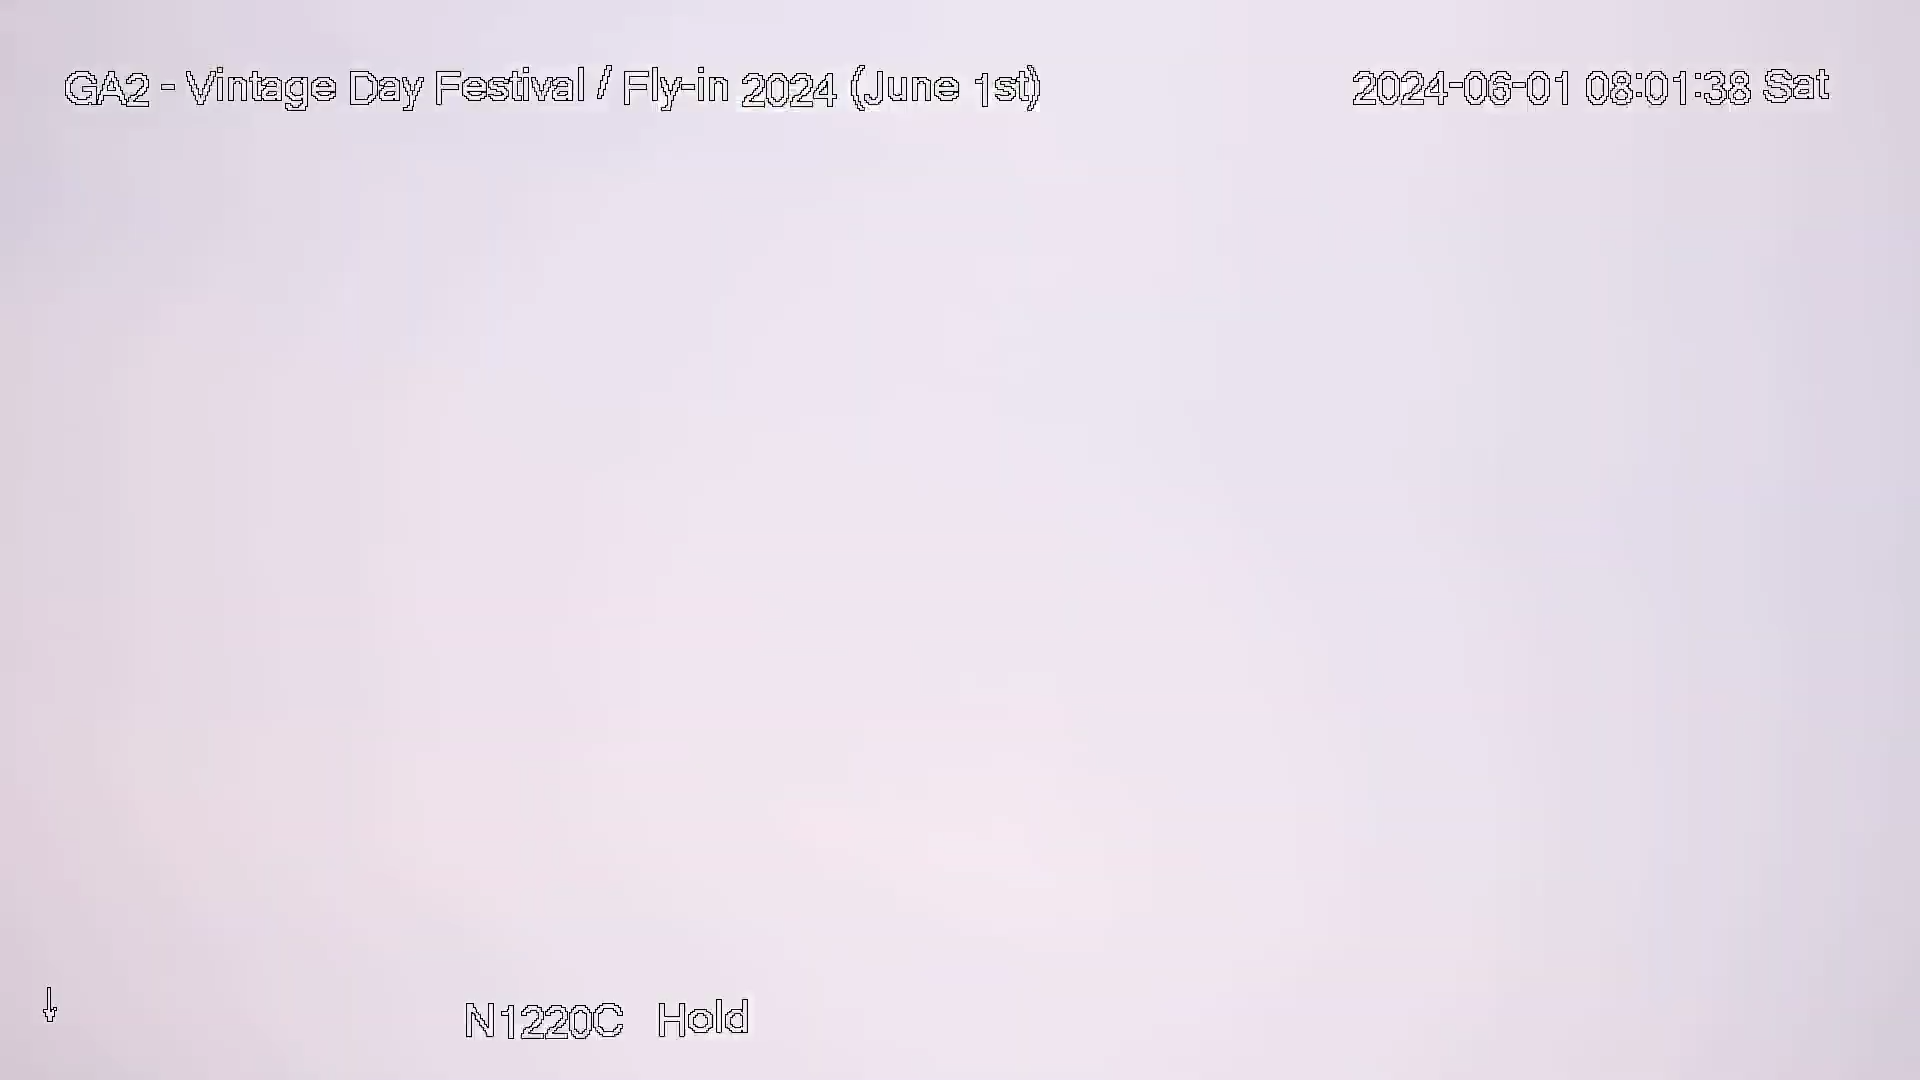 GA2 - Vintage Day Festival / Fly-in 2024 (June 1st) 2024-06-01 08:01:38 Sat
N1220C Hold